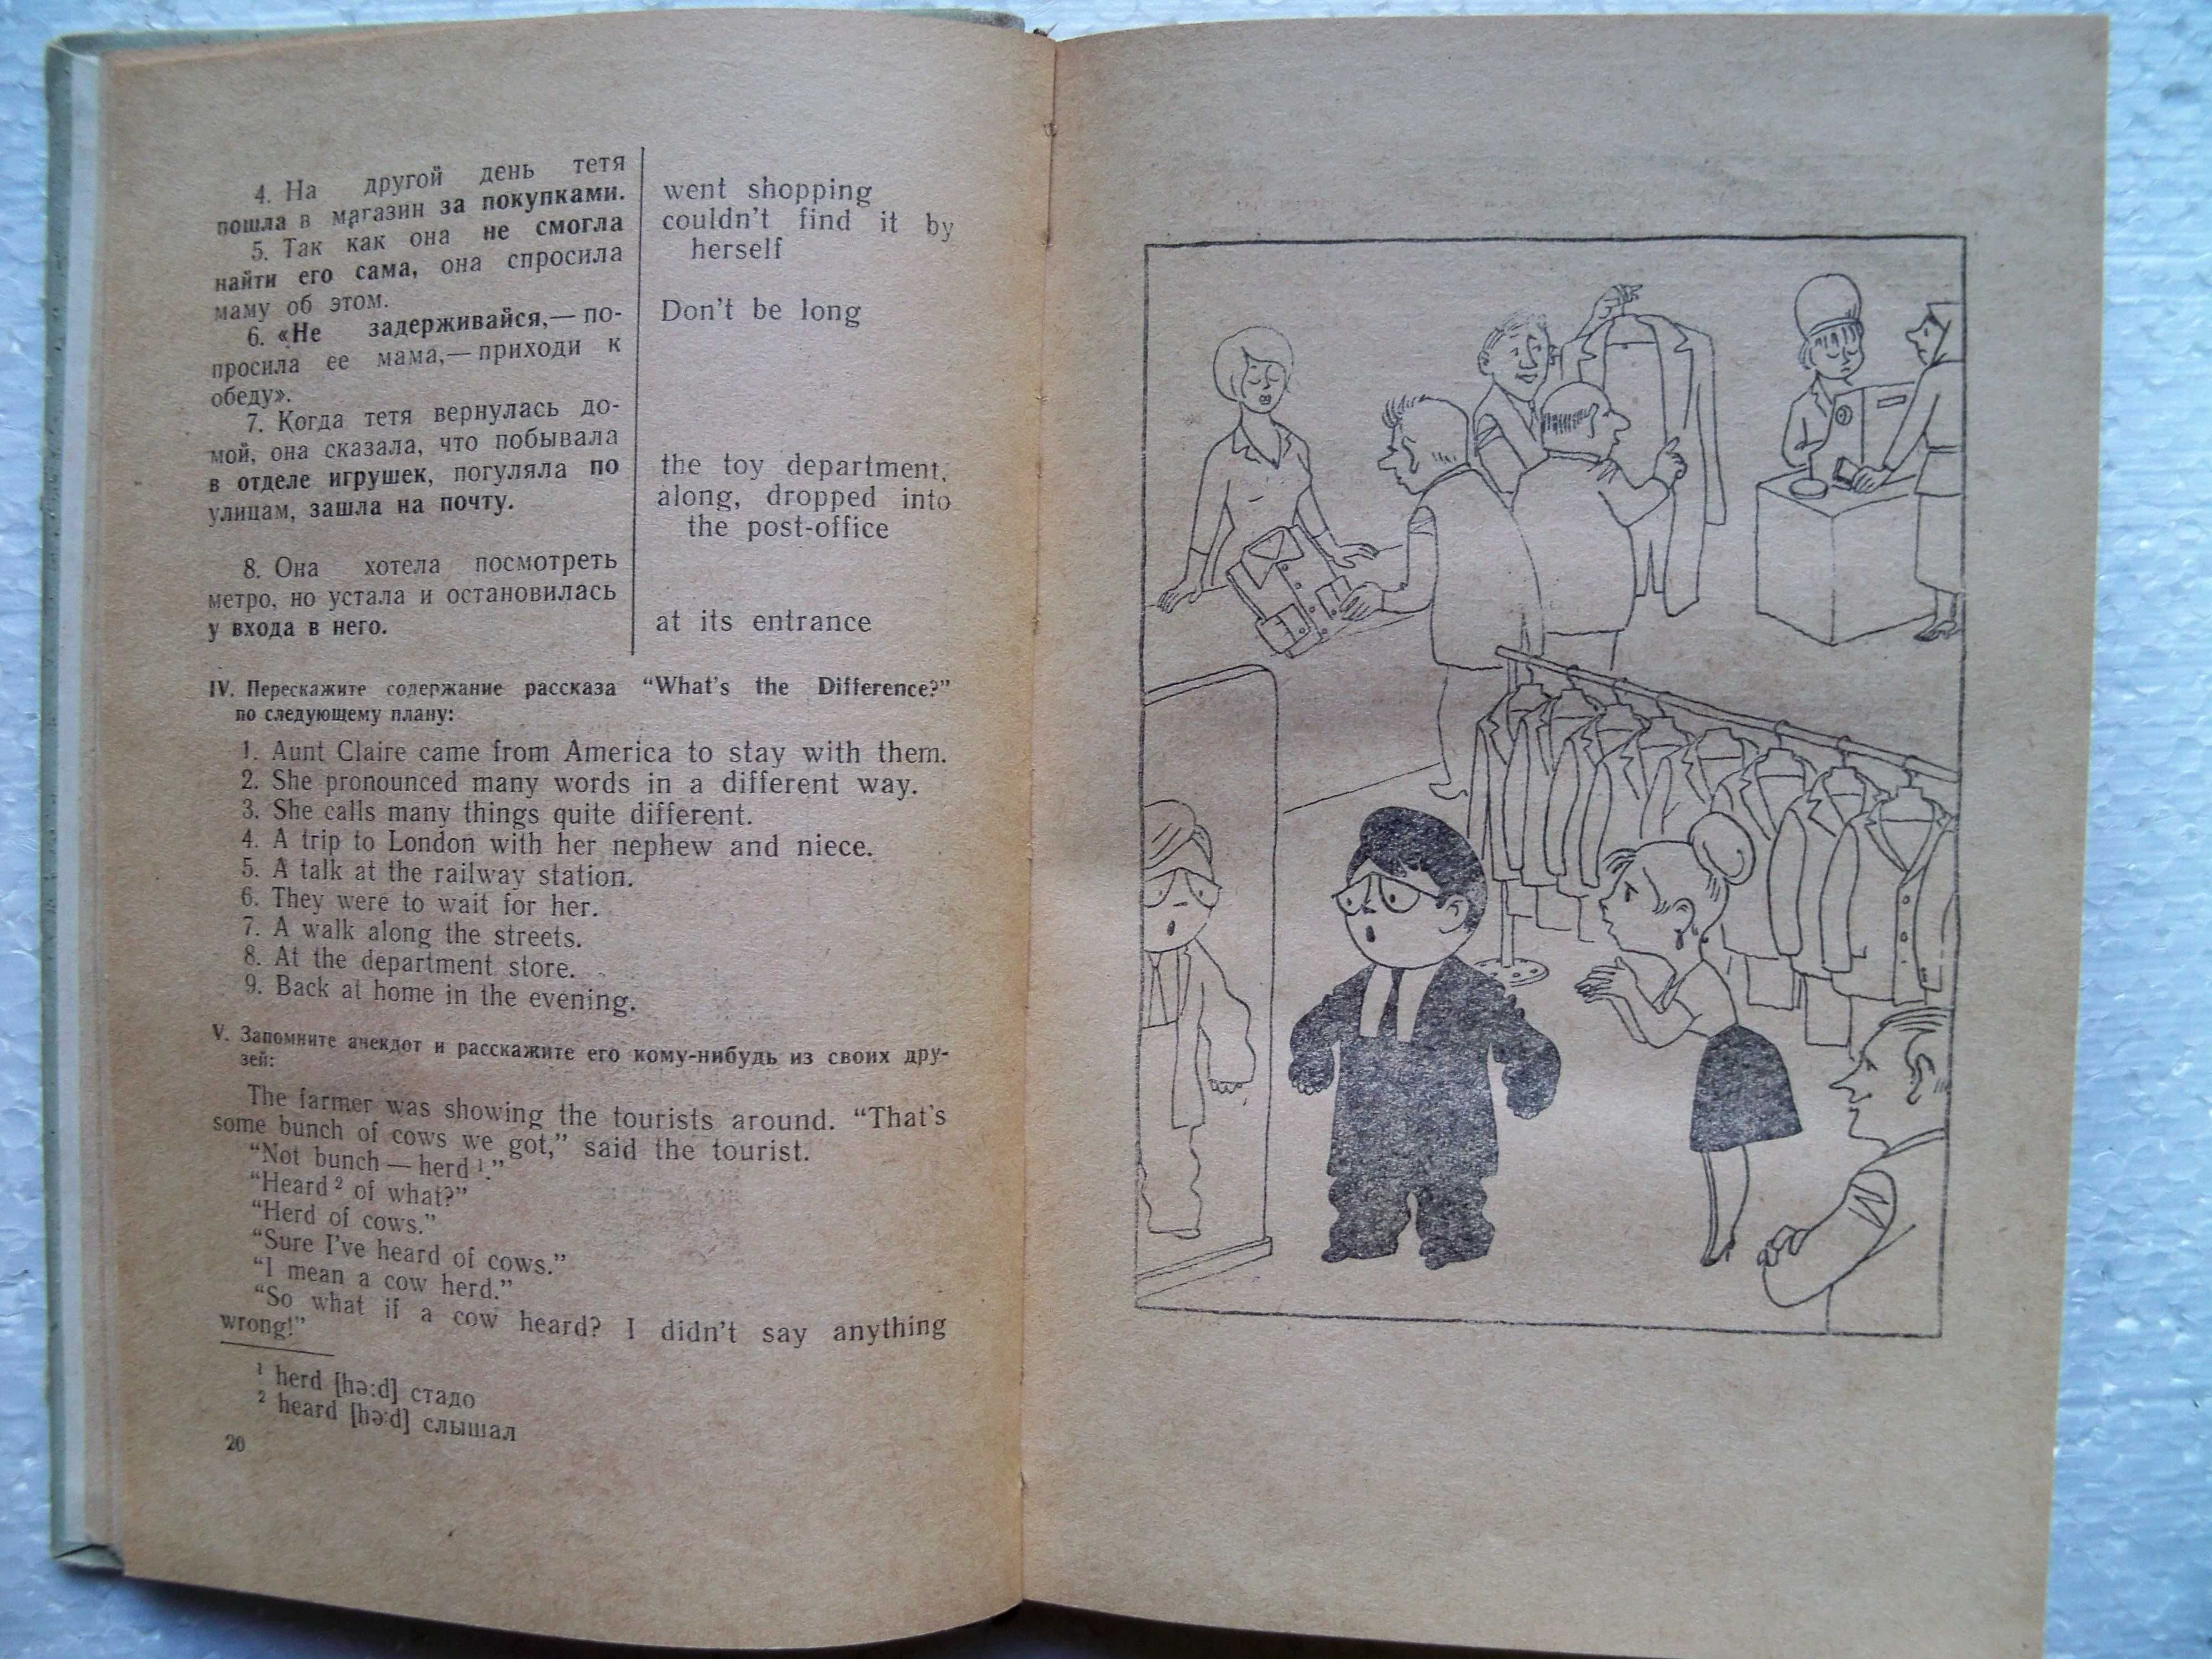 4. На другой день тетя
пошла в магазин за покупками.
5. Так как она не смогла
найти его сама, она спросила
маму об этом.
6. «Не задерживайся,— по-
просила ее мама,— приходи к
обеду».
7. Когда тетя вернулась до-
мой, она сказала, что побывала
в отделе игрушек, погуляла по
улицам, зашла на почту.
8. Она хотела посмотреть
метро, но устала и остановилась
у входа в него.
went shopping
couldn't find it by
herself
Don't be long
the toy department,
along, dropped into
the post-office
at its entrance
IV. Перескажите содержание рассказа “What's the Difference?”
по следующему плану:
1. Aunt Claire came from America to stay with them.
2. She pronounced many words in a different way.
3. She calls many things quite different.
4. A trip to London with her nephew and niece.
5. A talk at the railway station.
6. They were to wait for her.
7. A walk along the streets.
8. At the department store.
9. Back at home in the evening.
V. Запомните анекдот и расскажите его кому-нибудь из своих дру-
зей:
The farmer was showing the tourists around. “That's
some bunch of cows we got,” said the tourist.
“Not bunch — herd ¹.”
“Heard ² of what?”
“Herd of cows.”
“Sure I've heard of cows.”
“I mean a cow herd.”
“So what if a cow heard? I didn't say anything
wrong!”
¹ herd [hə:d] стадо
² heard [hə:d] слышал
20